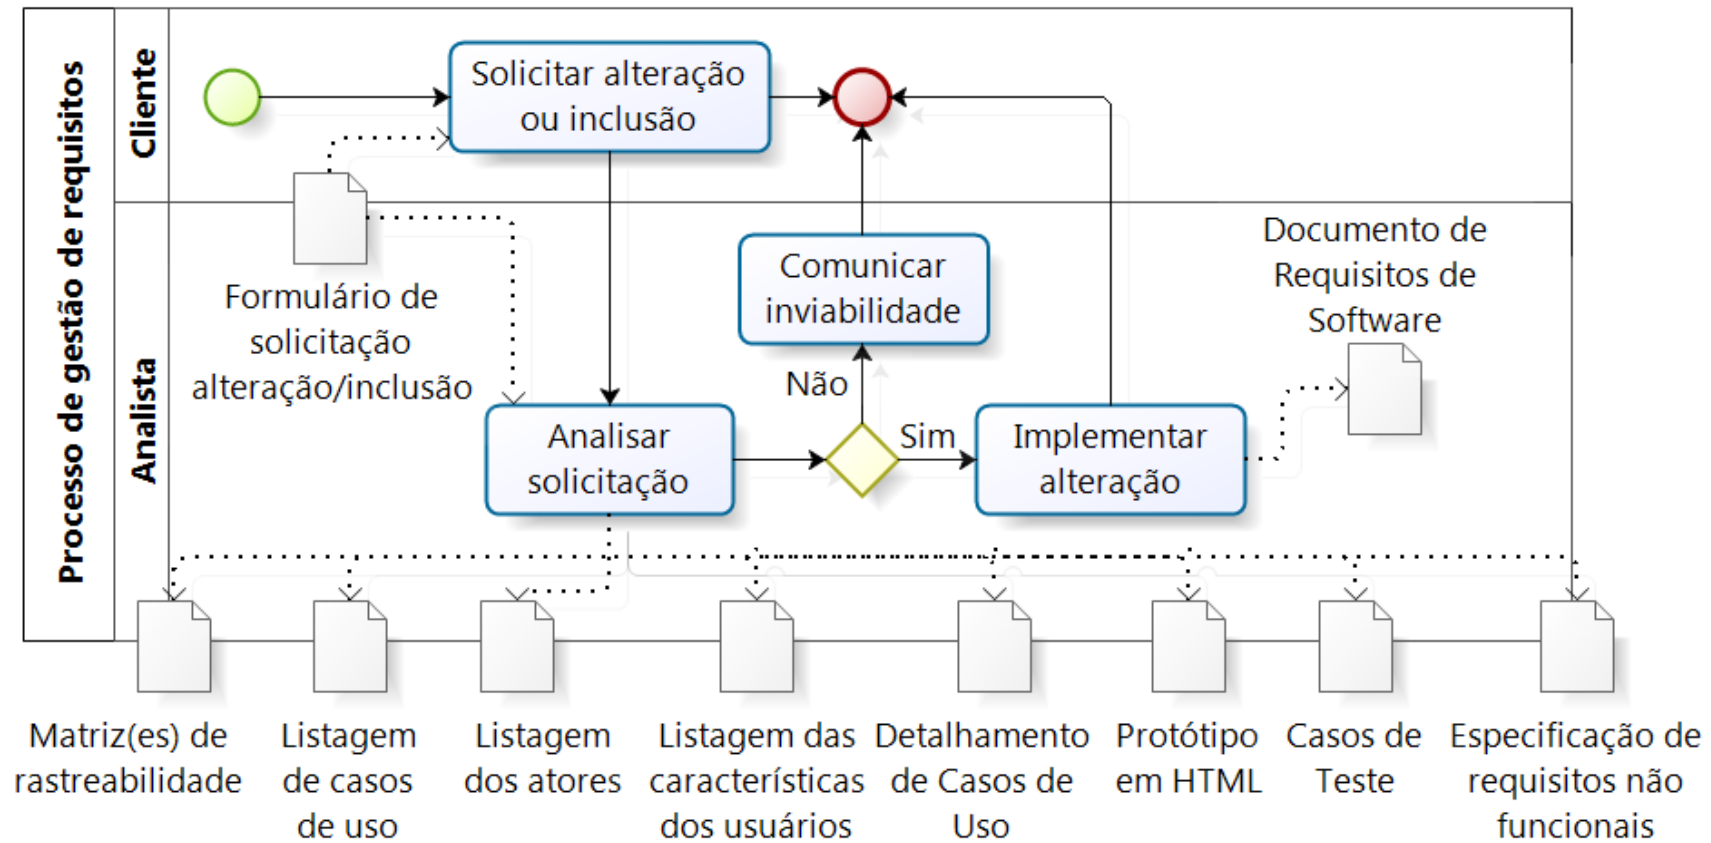 Processo de gestão de requisitos
Cliente
Solicitar alteração
ou inclusão
Analista
Formulário de
solicitação
alteração/inclusão
Comunicar
inviabilidade
Documento de
Requisitos de
Software
Não
Analisar
solicitação
Sim
Implementar
alteração
Matriz(es) de
rastreabilidade
Listagem
de casos
de uso
Listagem
dos atores
Listagem das
características
dos usuários
Detalhamento
de Casos de
Uso
Protótipo
em HTML
Casos de
Teste
Especificação de
requisitos não
funcionais